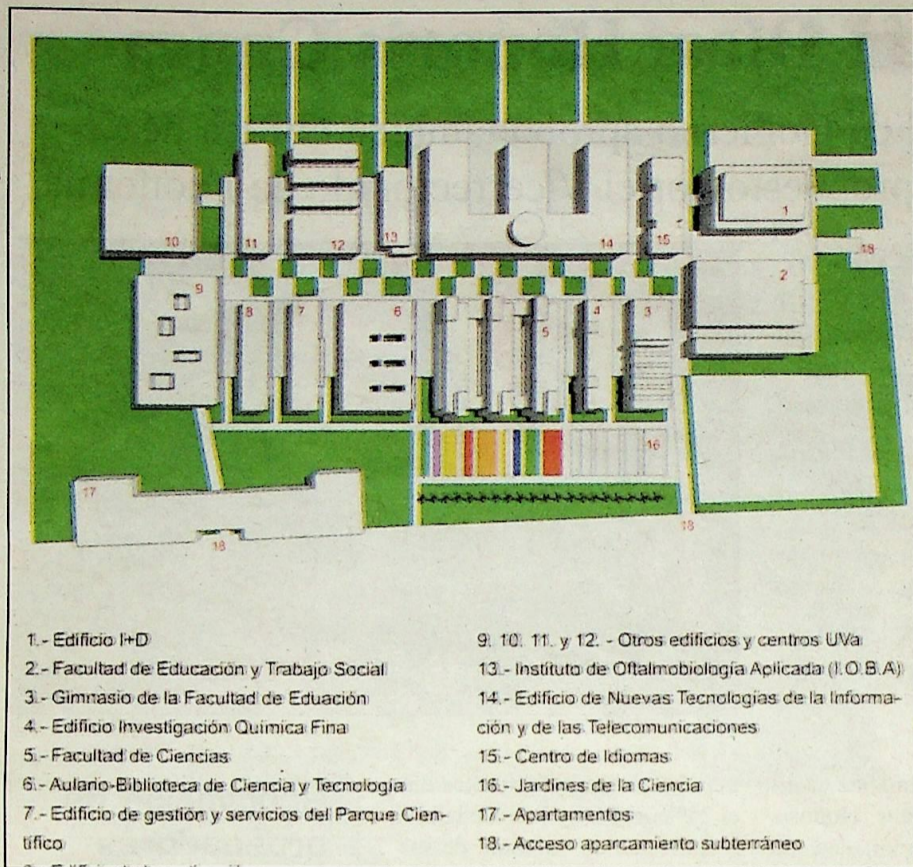 1
10
11
12
13
14
15
18
2
9
8
7
6
5
4
3
16
17
18
18
1.- Edificio I+D
2.- Facultad de Educación y Trabajo Social
3.- Gimnasio de la Facultad de Eduación
4.- Edificio Investigación Química Fina
5.- Facultad de Ciencias
6.- Aulario-Biblioteca de Ciencia y Tecnología
7.- Edificio de gestión y servicios del Parque Cien-
tífico
9. 10. 11. y 12. - Otros edificios y centros UVa
13.- Instituto de Oftalmobiología Aplicada (I.O.B.A)
14.- Edificio de Nuevas Tecnologías de la Informa-
ción y de las Telecomunicaciones
15.- Centro de Idiomas
16.- Jardines de la Ciencia
17.- Apartamentos
18.- Acceso aparcamiento subterráneo